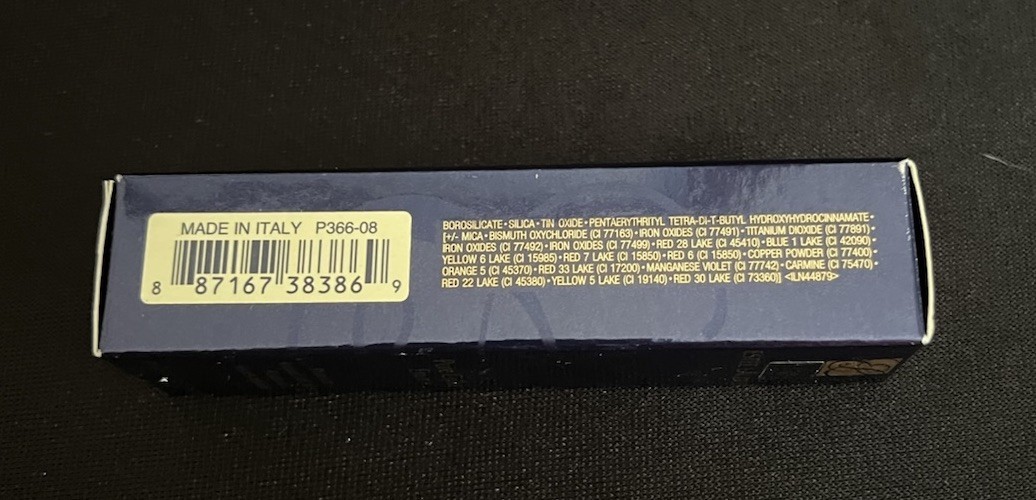 MADE IN ITALY P366-08
8 87167 38386 9
BOROSILICATE • SILICA • TIN OXIDE • PENTAERYTHRITYL TETRA-DI-T-BUTYL HYDROXYHYDROCINNAMATE •
[+/- MICA • BISMUTH OXYCHLORIDE (CI 77163) • IRON OXIDES (CI 77491) • TITANIUM DIOXIDE (CI 77891) •
IRON OXIDES (CI 77492) • IRON OXIDES (CI 77499) • RED 28 LAKE (CI 45410) • BLUE 1 LAKE (CI 42090) •
YELLOW 6 LAKE (CI 15985) • RED 7 LAKE (CI 15850) • RED 6 (CI 15850) • COPPER POWDER (CI 77400) •
ORANGE 5 (CI 45370) • RED 33 LAKE (CI 17200) • MANGANESE VIOLET (CI 77742) • CARMINE (CI 75470) •
RED 22 LAKE (CI 45380) • YELLOW 5 LAKE (CI 19140) • RED 30 LAKE (CI 73360)] <ILN44879>